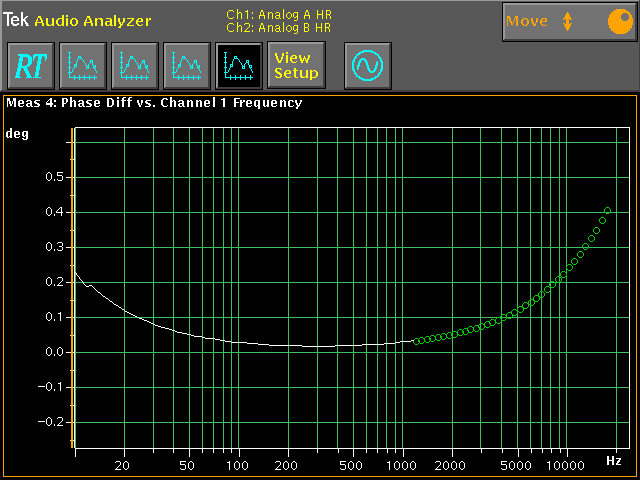 Tek Audio Analyzer
Ch1: Analog A HR
Ch2: Analog B HR
Move
RT
View
Setup
Meas 4: Phase Diff vs. Channel 1 Frequency
deg
0.5
0.4
0.3
0.2
0.1
0.0
−0.1
−0.2
20 50 100 200 500 1000 2000 5000 10000 Hz